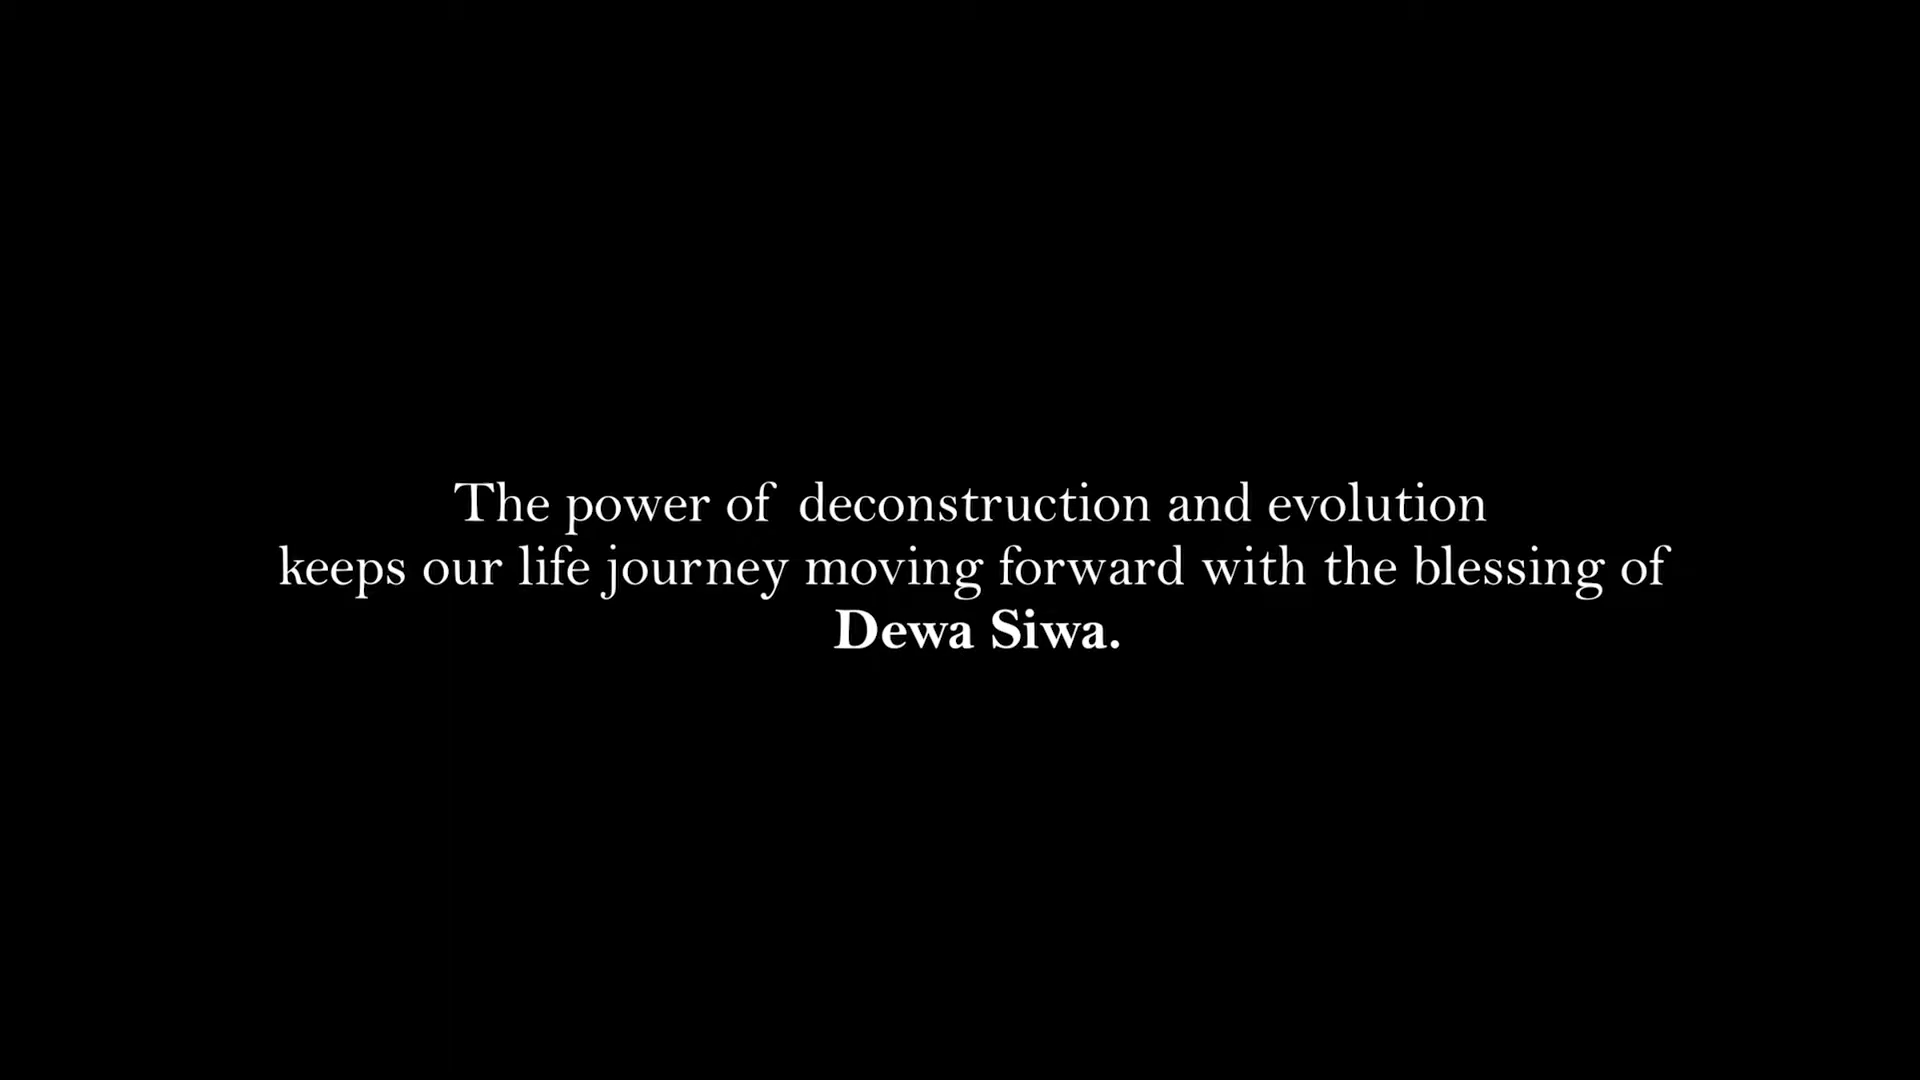 The power of deconstruction and evolution
keeps our life journey moving forward with the blessing of
Dewa Siwa.